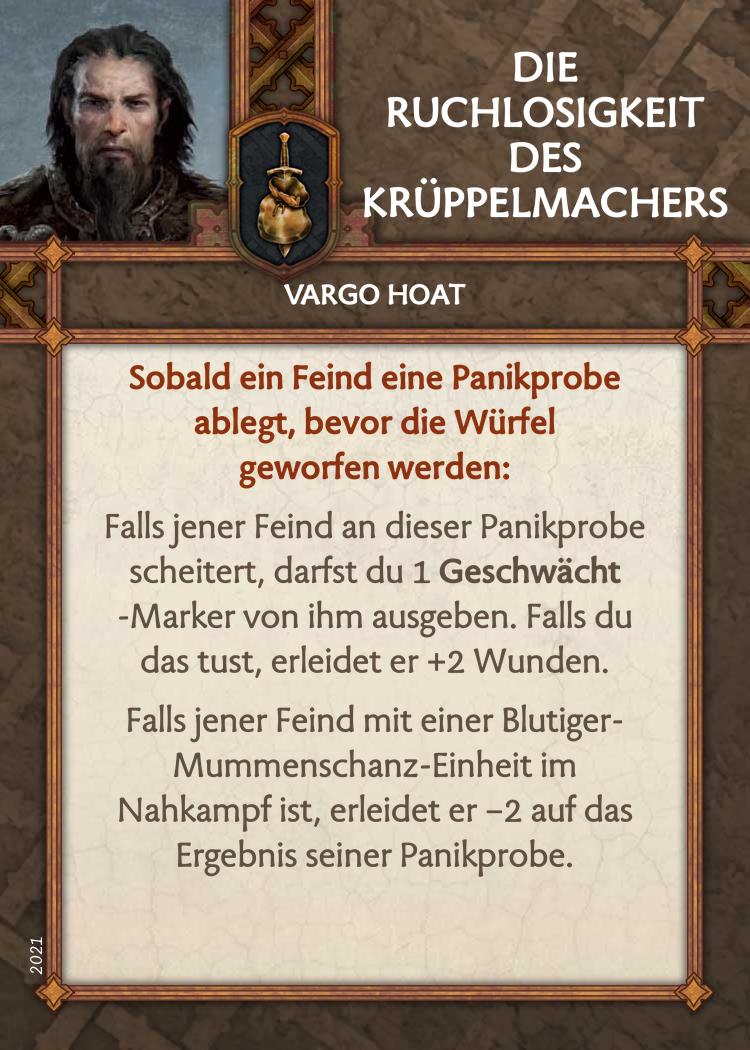 DIE
RUCHLOSIGKEIT
DES
KRÜPPELMACHERS
VARGO HOAT
Sobald ein Feind eine Panikprobe
ablegt, bevor die Würfel
geworfen werden:
Falls jener Feind an dieser Panikprobe
scheitert, darfst du 1 Geschwächt
-Marker von ihm ausgeben. Falls du
das tust, erleidet er +2 Wunden.
Falls jener Feind mit einer Blutiger-
Mummenschanz-Einheit im
Nahkampf ist, erleidet er –2 auf das
Ergebnis seiner Panikprobe.
2021